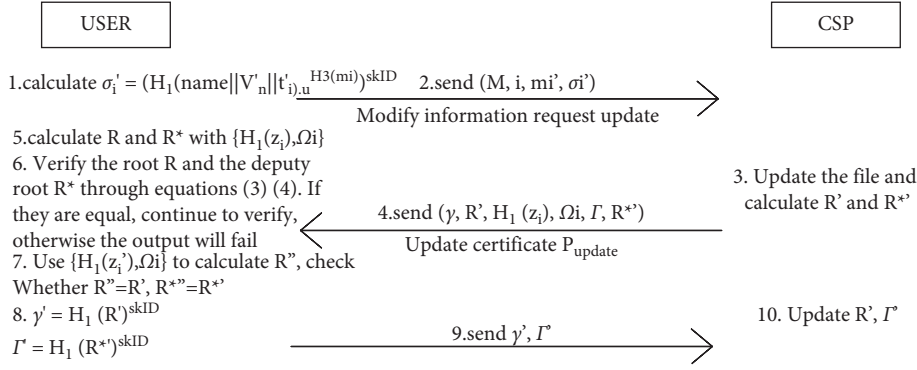 USER
CSP
1.calculate σi' = (H1(name||V'n||t'i).u^H3(mi))^skID
2.send (M, i, mi', σi’)
Modify information request update
5.calculate R and R* with {H1(zi),Ωi}
6. Verify the root R and the deputy
root R* through equations (3) (4). If
they are equal, continue to verify,
otherwise the output will fail
3. Update the file and
calculate R’ and R*’
4.send (γ, R’, H1 (zi), Ωi, Γ, R*’)
Update certificate Pupdate
7. Use {H1(zi’),Ωi} to calculate R”, check
Whether R”=R’, R*”=R*’
8. γ' = H1 (R')^skID
Γ' = H1 (R*')^skID
9.send γ’, Γ’
10. Update R’, Γ’